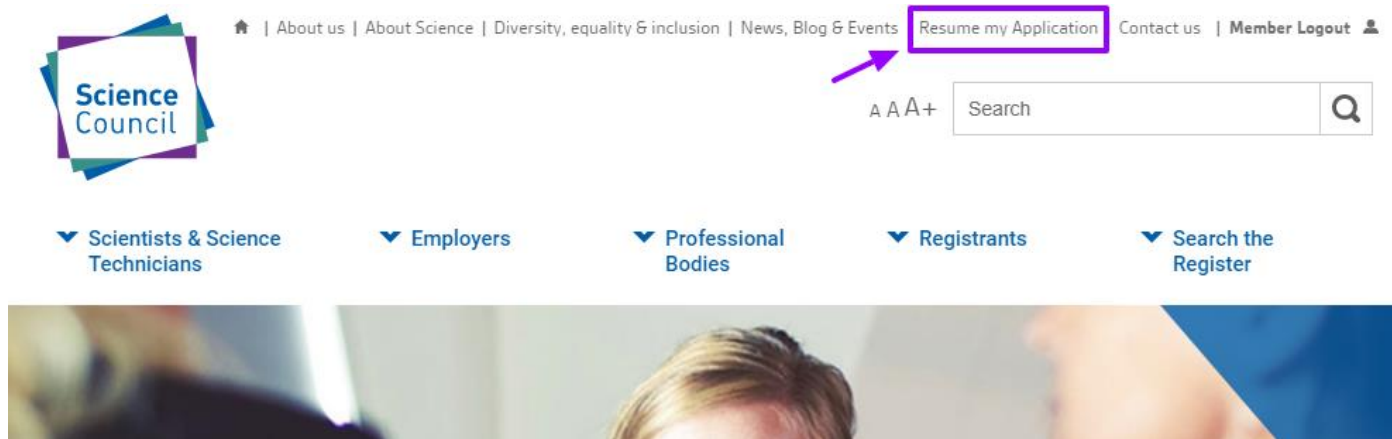 | About us | About Science | Diversity, equality & inclusion | News, Blog & Events Resume my Application Contact us | Member Logout
Science
Council
A A A+ Search
Scientists & Science
Technicians
Employers
Professional
Bodies
Registrants
Search the
Register